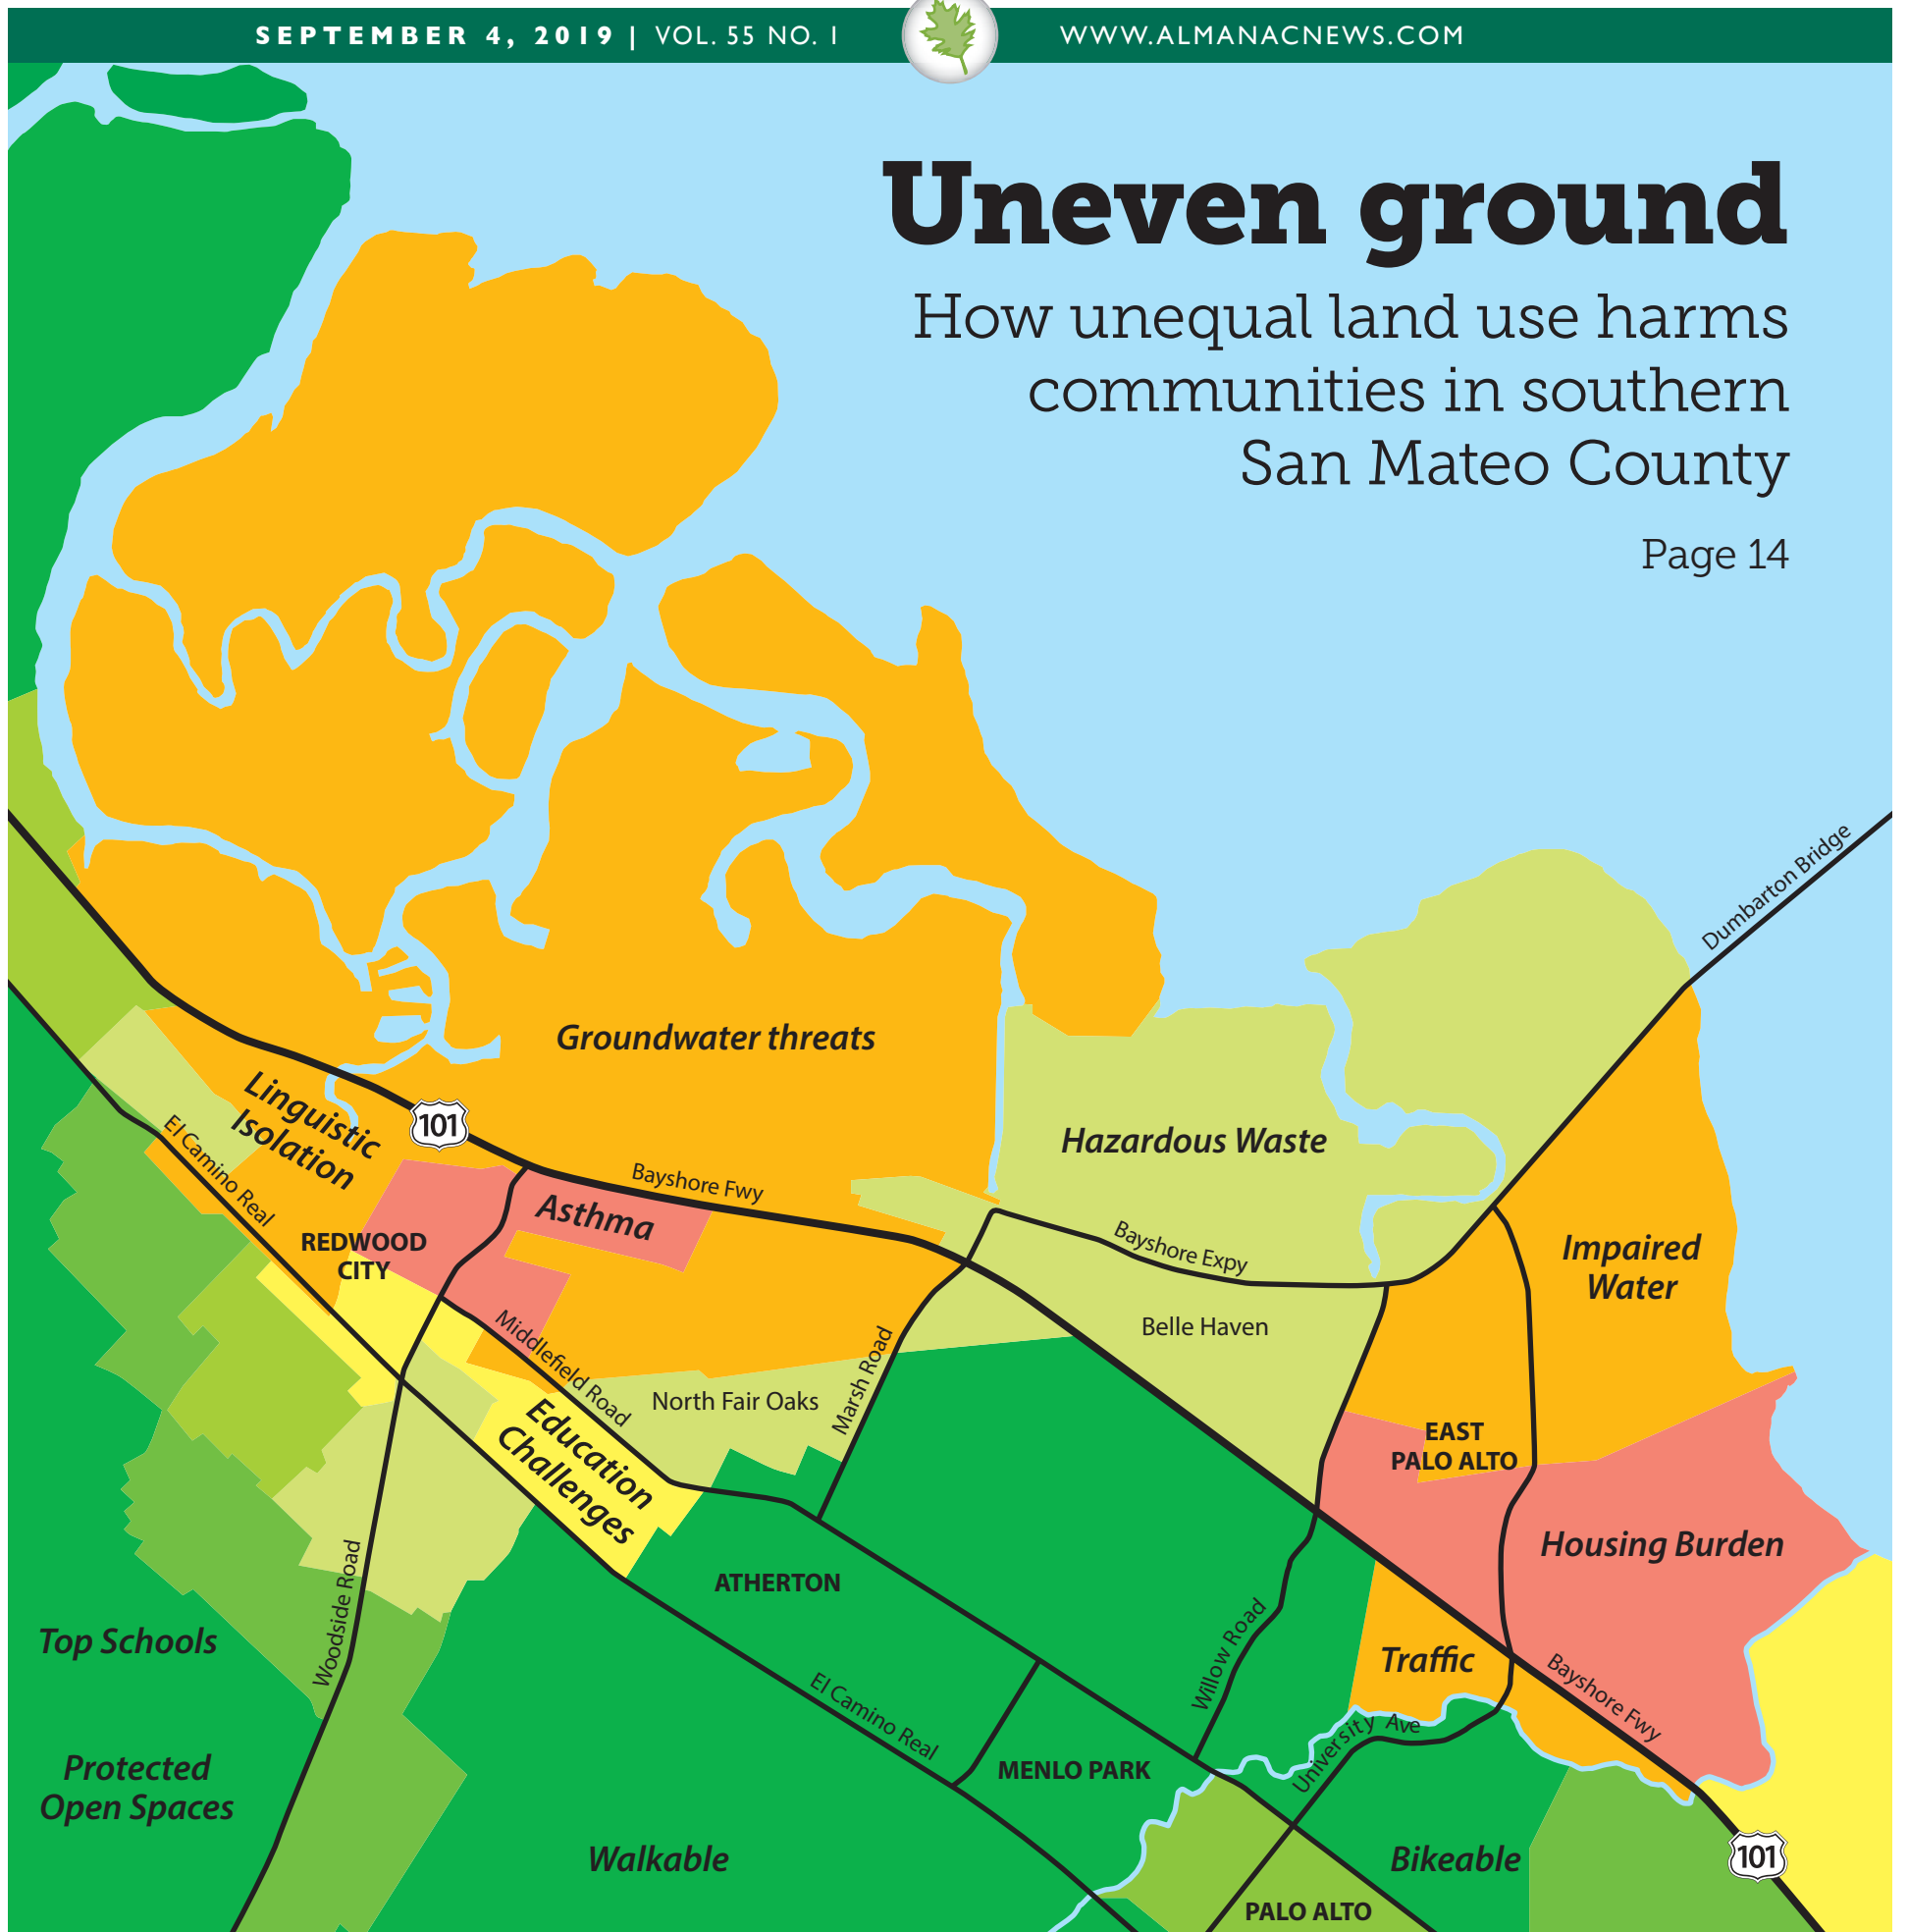 SEPTEMBER 4, 2019 | VOL. 55 NO. 1
WWW.ALMANACNEWS.COM
Uneven ground
How unequal land use harms
communities in southern
San Mateo County
Page 14
Dumbarton Bridge
Groundwater threats
Linguistic
Isolation
101
El Camino Real
Hazardous Waste
Bayshore Fwy
Asthma
REDWOOD
CITY
Bayshore Expy
Impaired
Water
Belle Haven
Middlefield Road
Marsh Road
North Fair Oaks
Education
Challenges
EAST
PALO ALTO
Housing Burden
ATHERTON
Woodside Road
Top Schools
Willow Road
Traffic
Bayshore Fwy
El Camino Real
University Ave
Protected
Open Spaces
MENLO PARK
Walkable
Bikeable
101
PALO ALTO